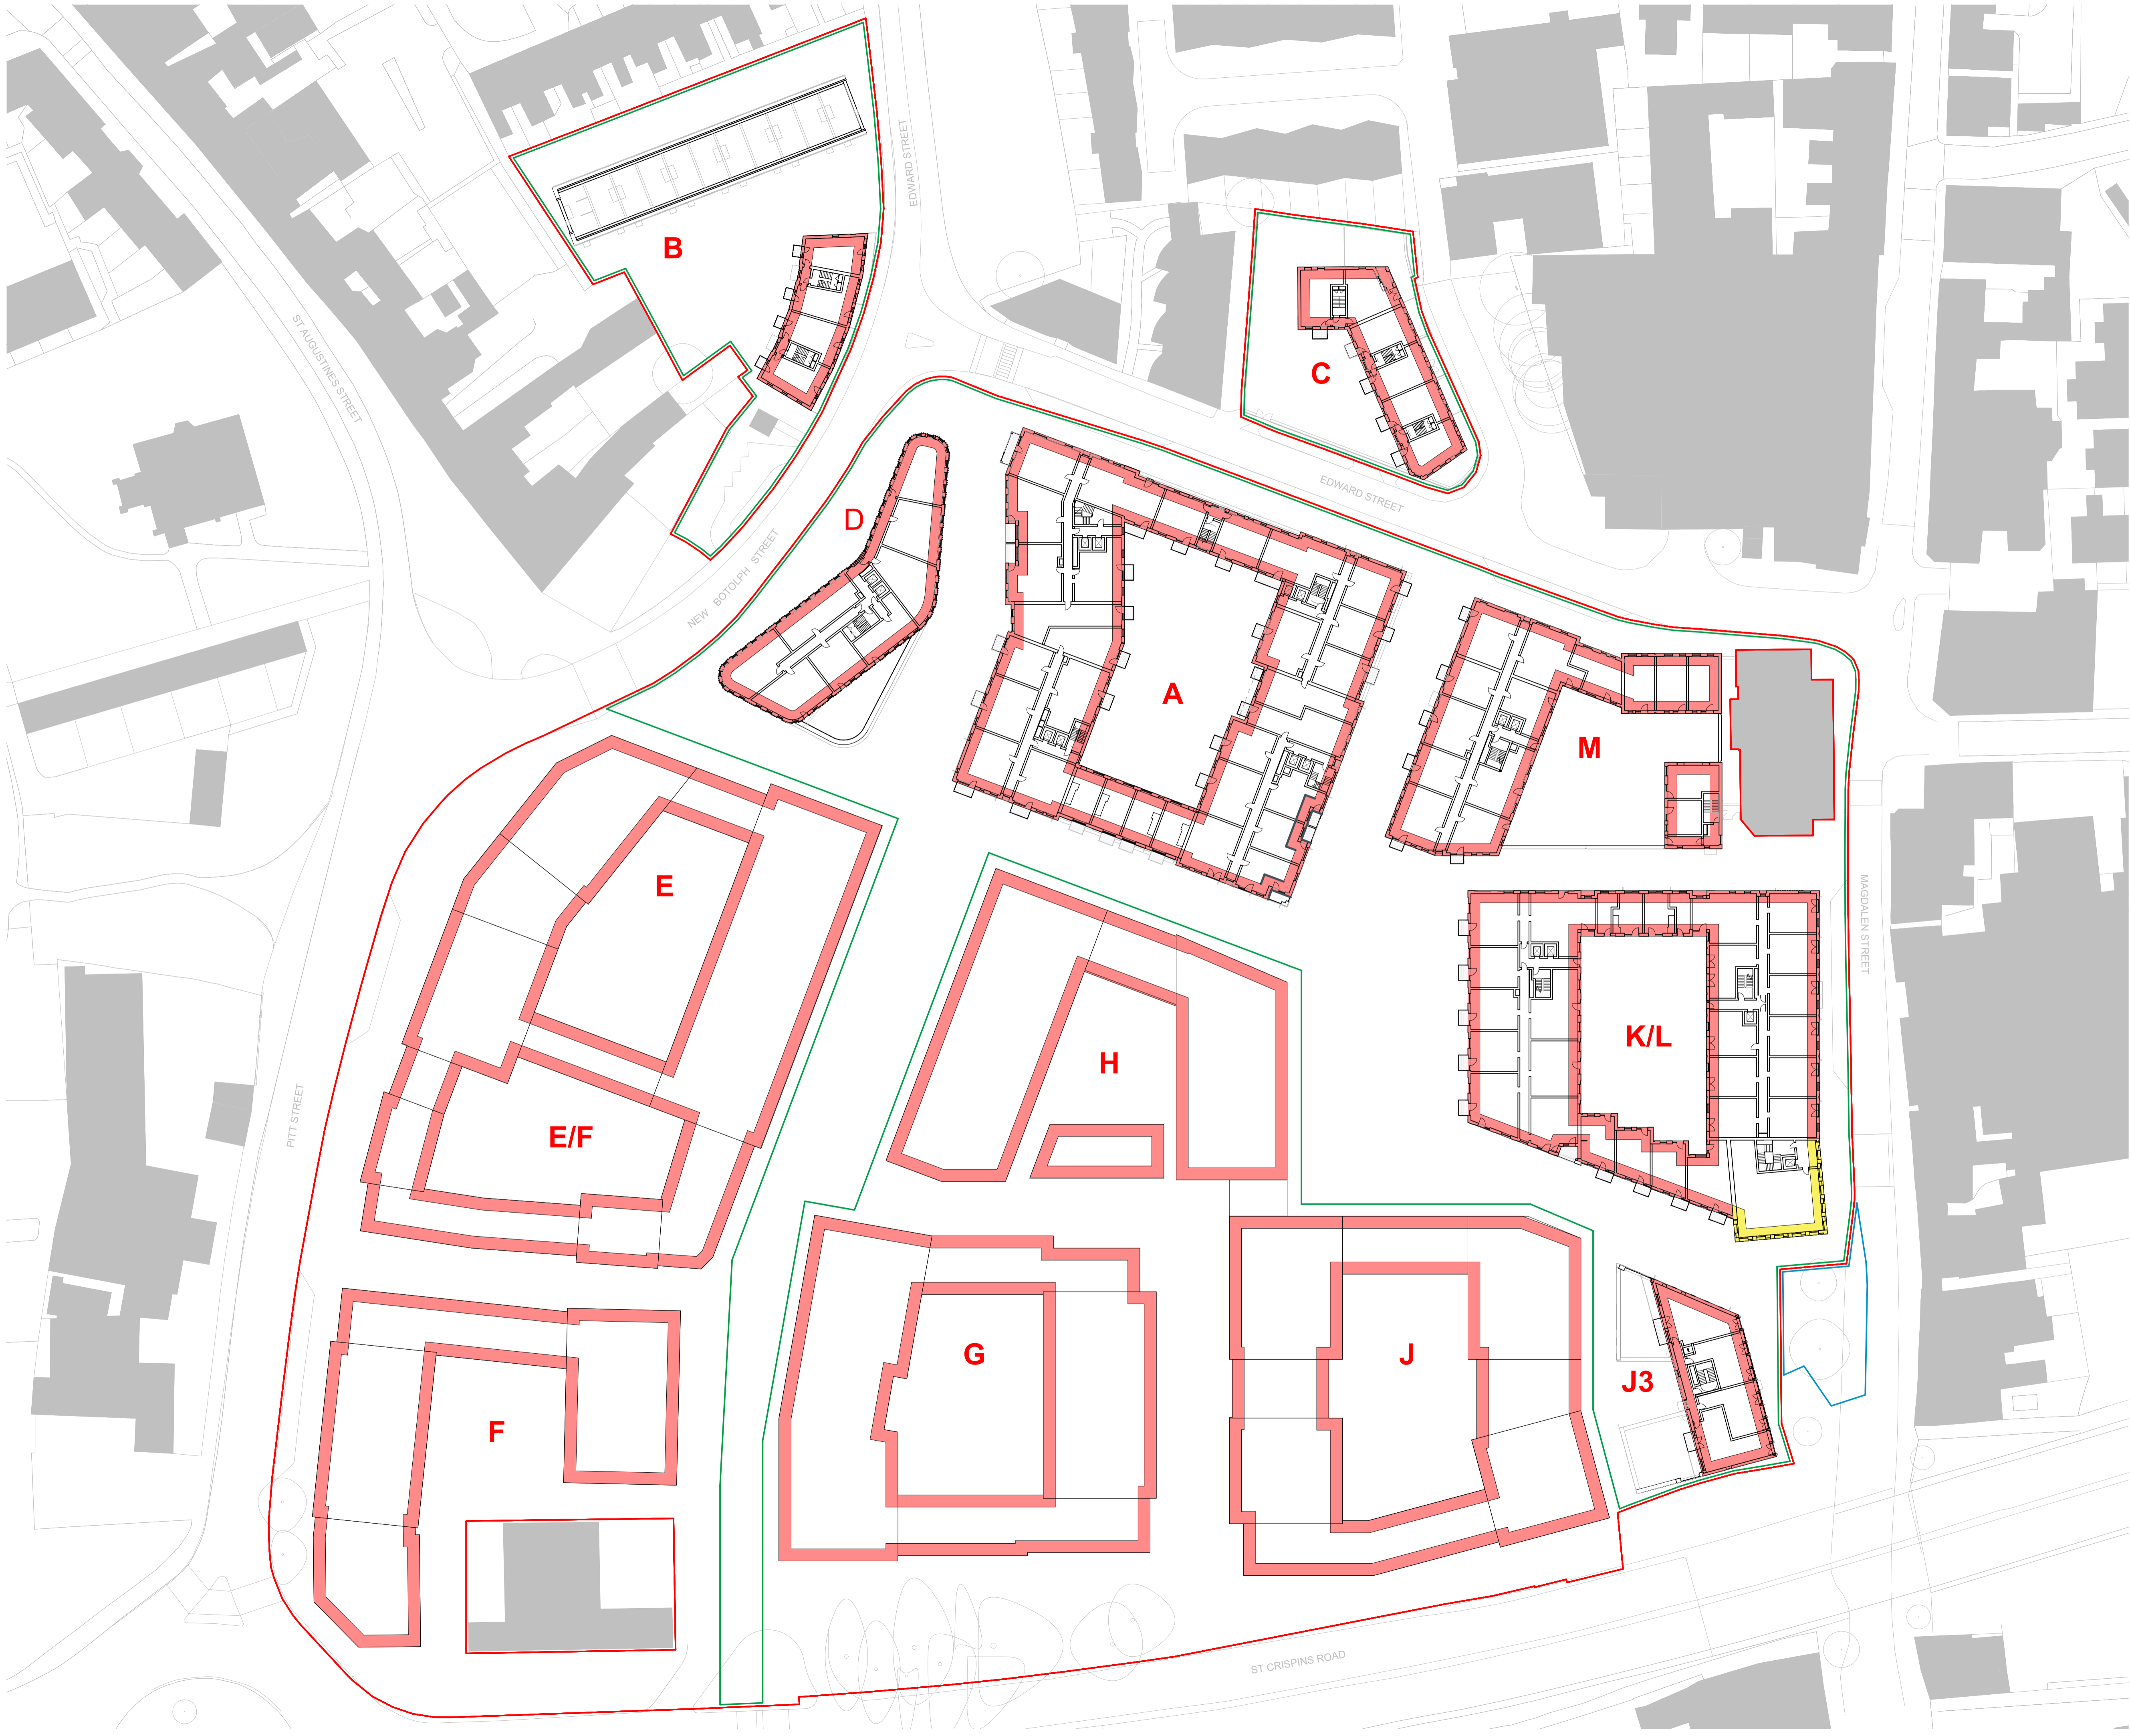 EDWARD STREET
B
ST AUGUSTINES STREET
C
EDWARD STREET
D
NEW BOTOLPH STREET
A
M
E
MAGDALEN STREET
K/L
H
PITT STREET
E/F
G
J
J3
F
ST CRISPINS ROAD